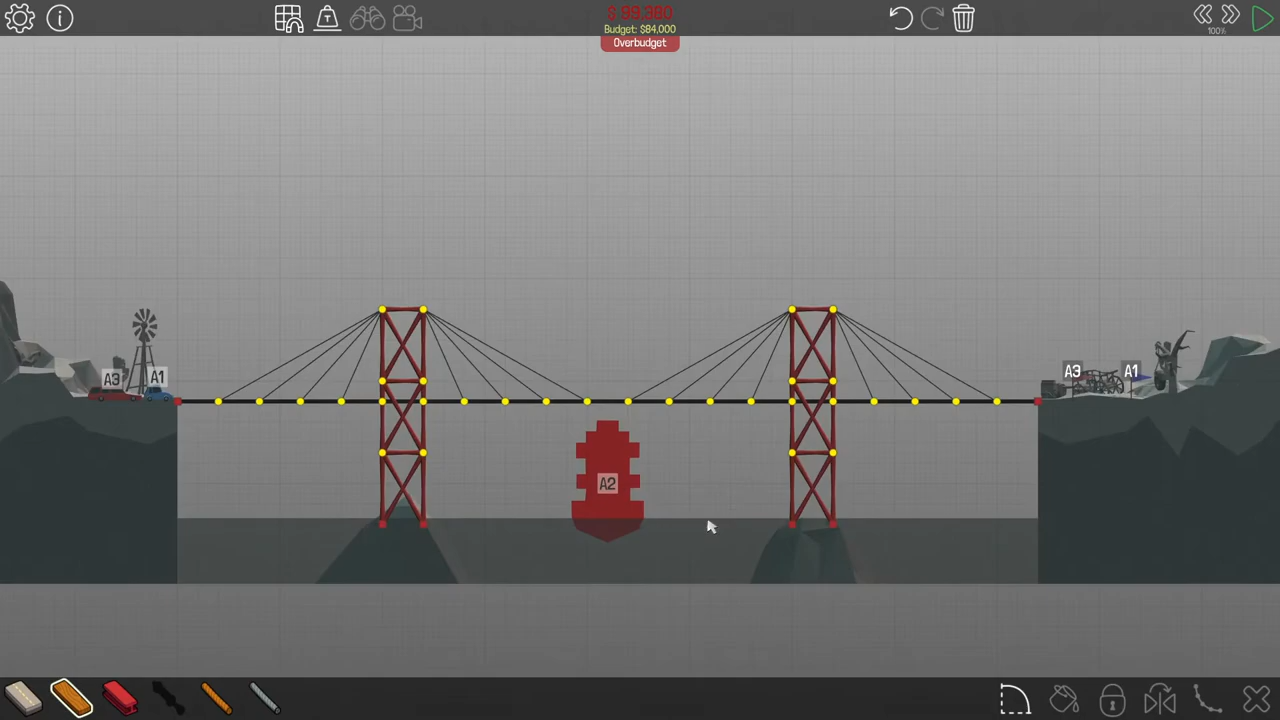 $ 99,380
Budget: $84,000
Overbudget
100%
A3
A1
A3
A1
A2
T